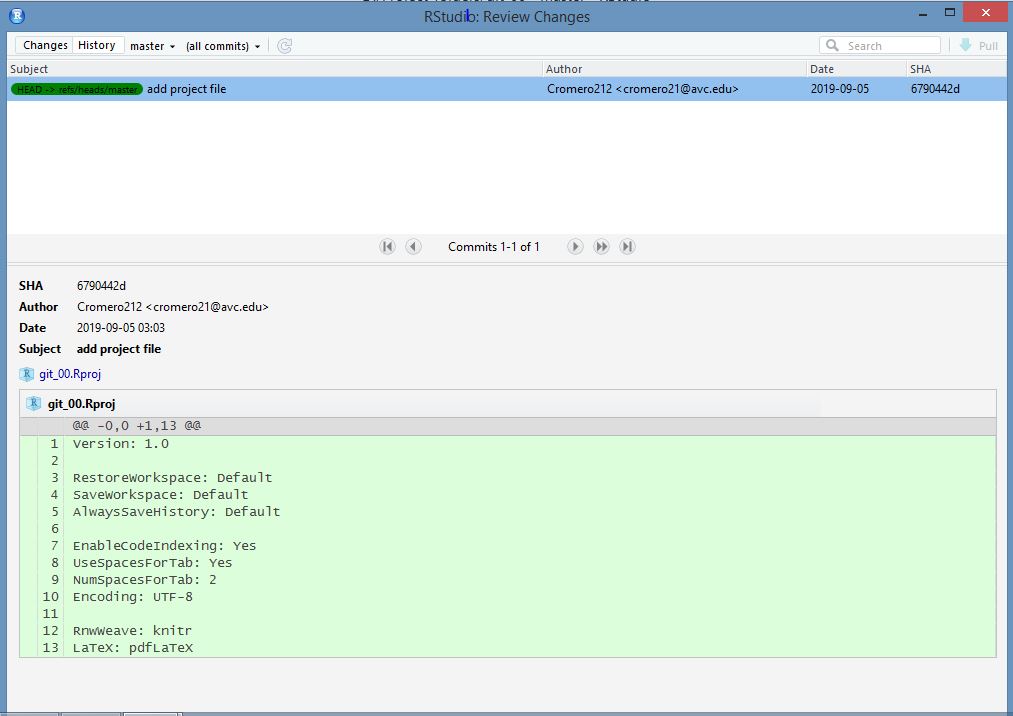 RStudio: Review Changes
Changes History master (all commits) Search Pull
Subject Author Date SHA
HEAD -> refs/heads/master add project file Cromero212 <cromero21@avc.edu> 2019-09-05 6790442d
Commits 1-1 of 1
SHA 6790442d
Author Cromero212 <cromero21@avc.edu>
Date 2019-09-05 03:03
Subject add project file
git_00.Rproj
git_00.Rproj
@@ -0,0 +1,13 @@
1 Version: 1.0
2
3 RestoreWorkspace: Default
4 SaveWorkspace: Default
5 AlwaysSaveHistory: Default
6
7 EnableCodeIndexing: Yes
8 UseSpacesForTab: Yes
9 NumSpacesForTab: 2
10 Encoding: UTF-8
11
12 RnwWeave: knitr
13 LaTeX: pdfLaTeX